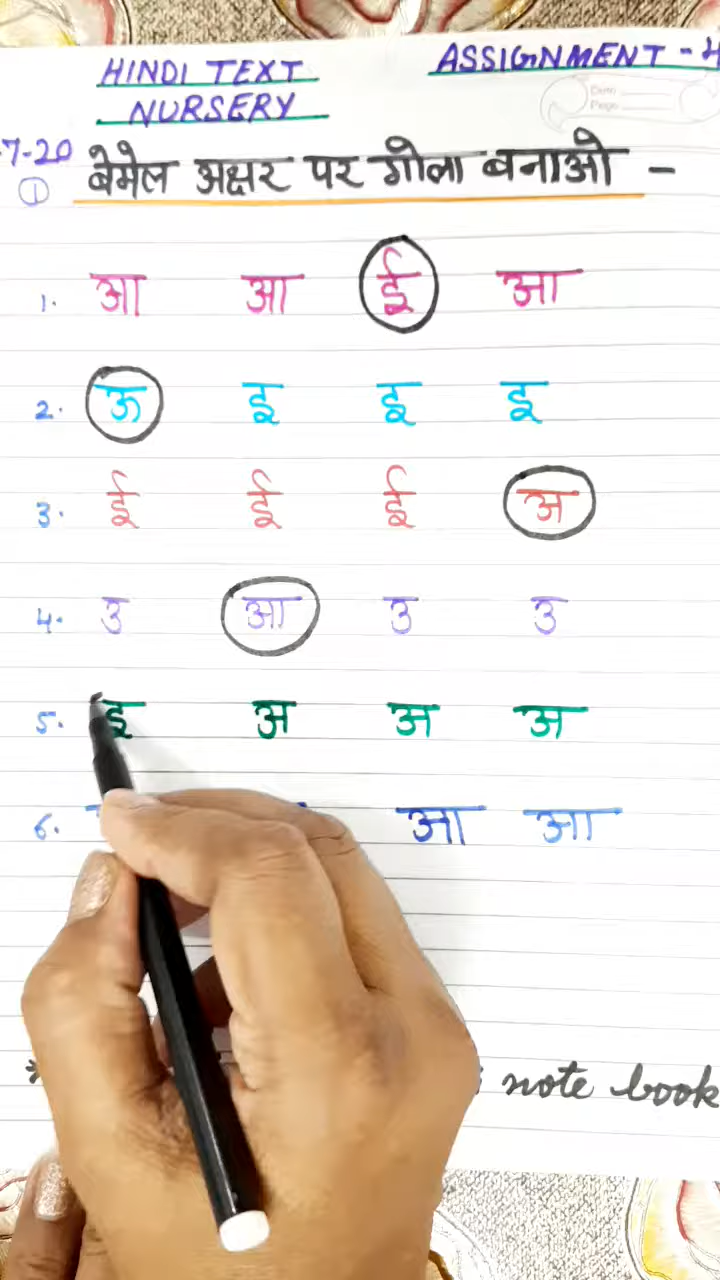 HINDI TEXT
NURSERY
ASSIGNMENT - 4
7-20
① बेमेल अक्षर पर गोला बनाओ -
1. आ आ ई आ
2. ऊ इ इ इ
3. ई ई ई अ
4. उ आ उ उ
5. इ अ अ अ
6. आ आ
* note book